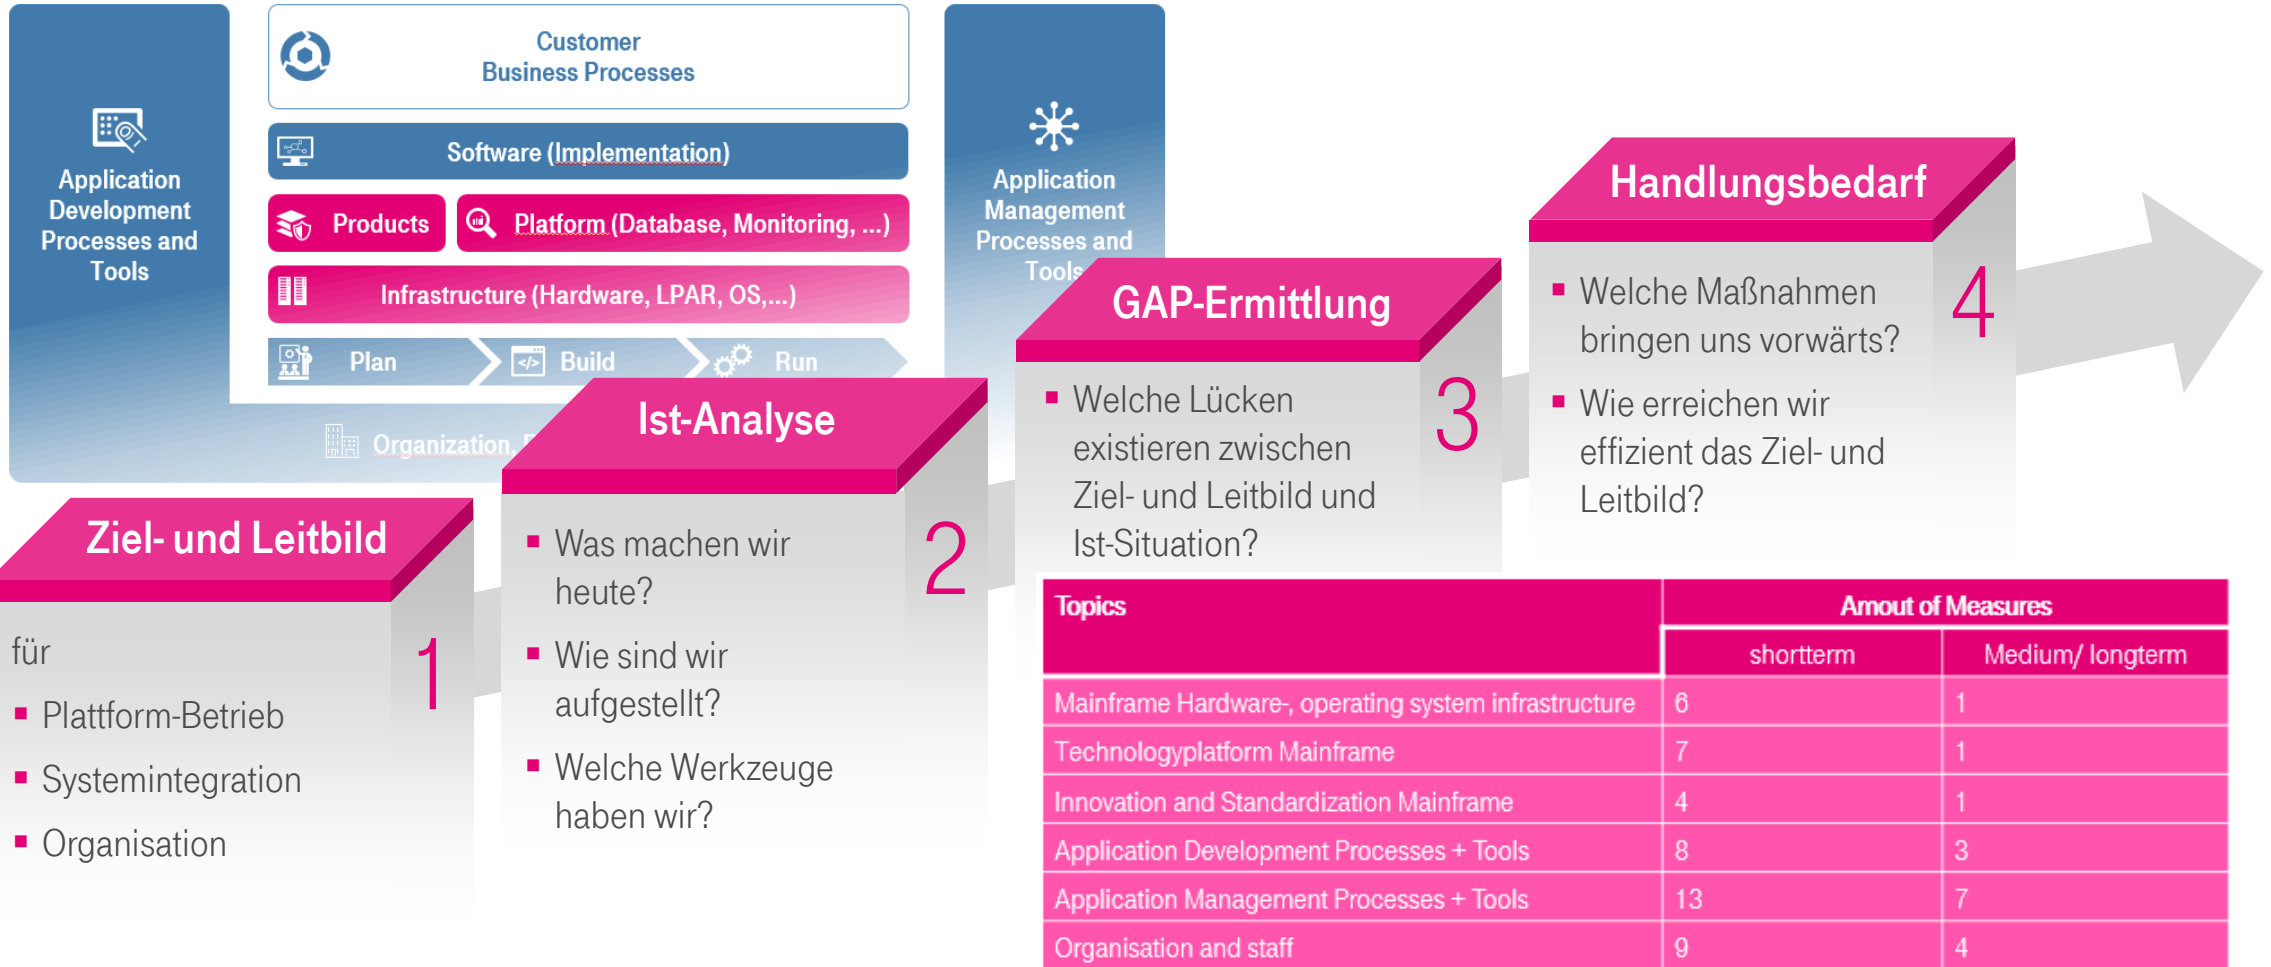 Application
Development
Processes and
Tools
Customer
Business Processes
Software (Implementation)
Products
Platform (Database, Monitoring, ...)
Infrastructure (Hardware, LPAR, OS,...)
Plan
</>
Build
Run
Organization,
Application
Management
Processes and
Tools
Ziel- und Leitbild
1
für
Plattform-Betrieb
Systemintegration
Organisation
Ist-Analyse
2
Was machen wir
heute?
Wie sind wir
aufgestellt?
Welche Werkzeuge
haben wir?
GAP-Ermittlung
3
Welche Lücken
existieren zwischen
Ziel- und Leitbild und
Ist-Situation?
Handlungsbedarf
4
Welche Maßnahmen
bringen uns vorwärts?
Wie erreichen wir
effizient das Ziel- und
Leitbild?
Topics Amout of Measures
shortterm Medium/ longterm
Mainframe Hardware-, operating system infrastructure 6 1
Technologyplatform Mainframe 7 1
Innovation and Standardization Mainframe 4 1
Application Development Processes + Tools 8 3
Application Management Processes + Tools 13 7
Organisation and staff 9 4